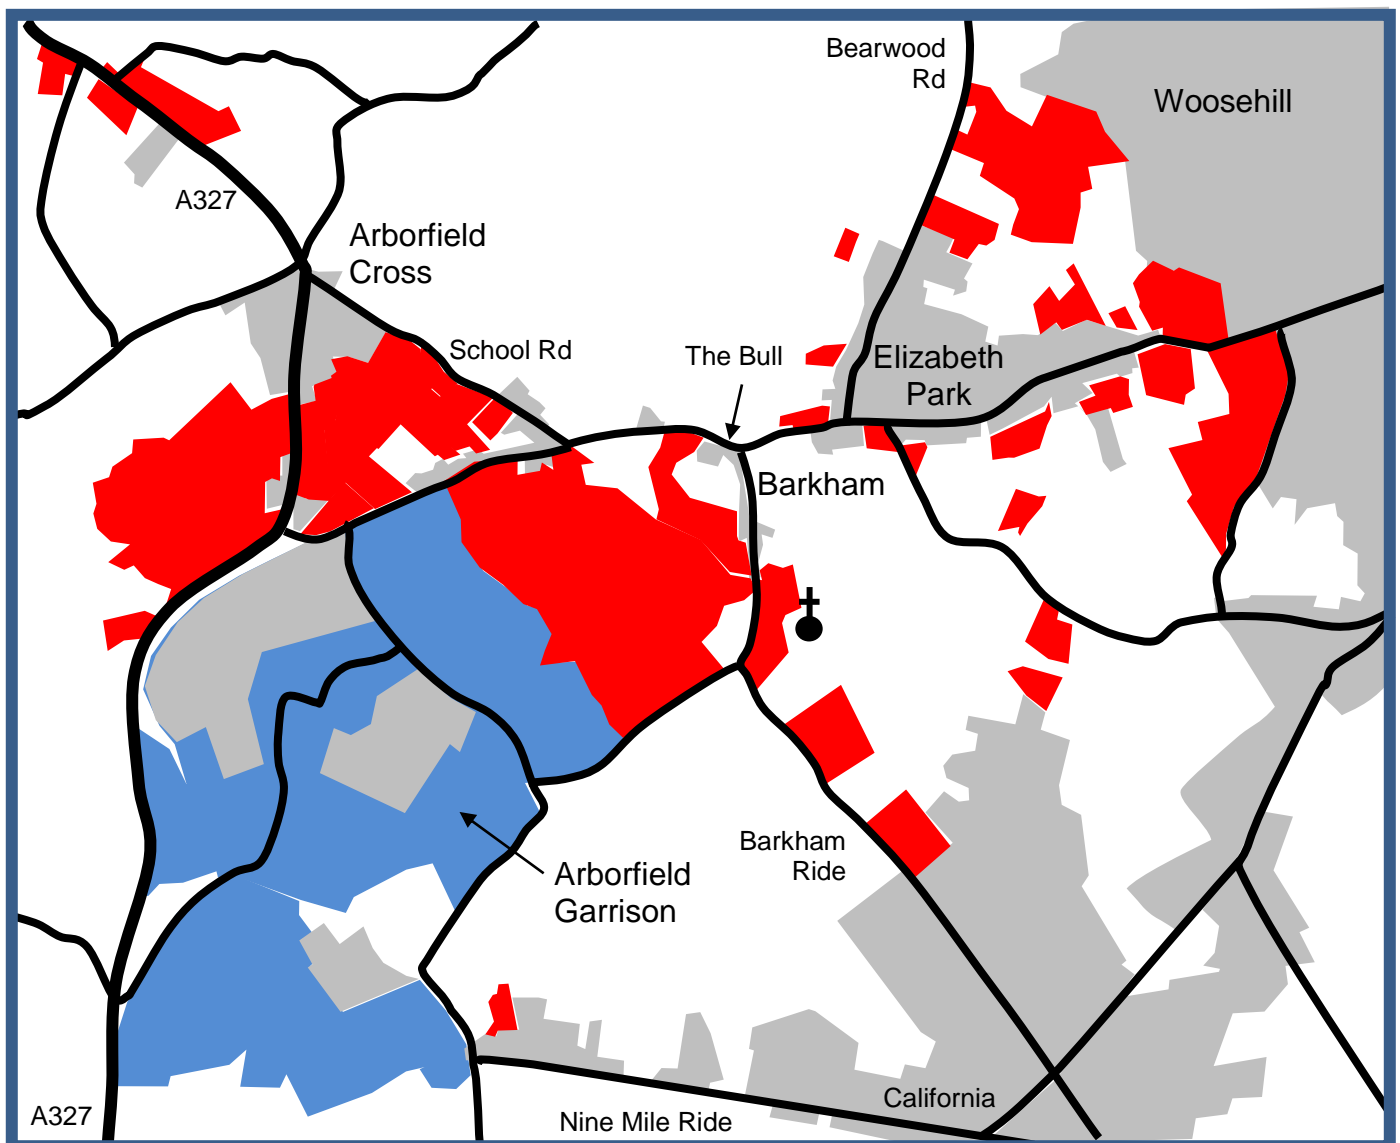 Bearwood
Rd
Woosehill
A327
Arborfield
Cross
School Rd
The Bull
Elizabeth
Park
Barkham
Barkham
Ride
Arborfield
Garrison
California
A327
Nine Mile Ride